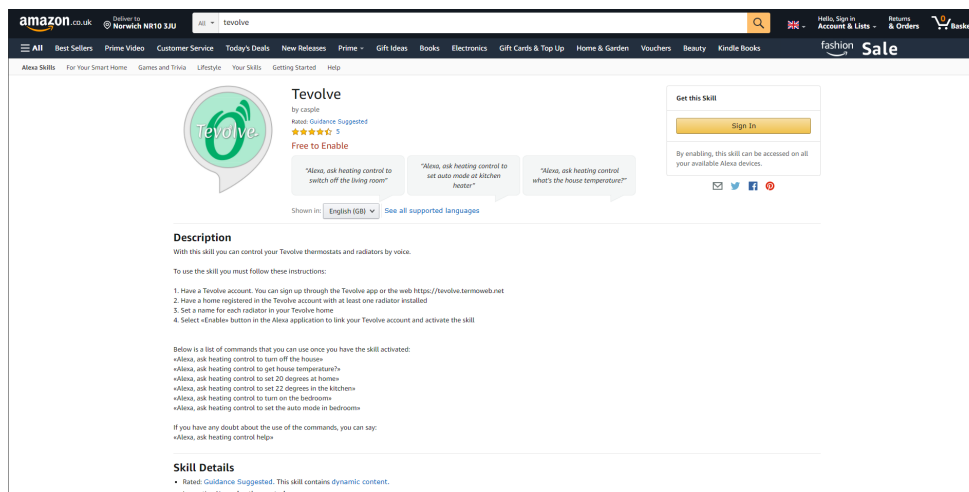 amazon.co.uk
Deliver to
Norwich NR10 3JU
All
tevolve
Hello, Sign in
Account & Lists
Returns
& Orders
0
Baske
All
Best Sellers
Prime Video
Customer Service
Today's Deals
New Releases
Prime
Gift Ideas
Books
Electronics
Gift Cards & Top Up
Home & Garden
Vouchers
Beauty
Kindle Books
fashion Sale
Alexa Skills
For Your Smart Home
Games and Trivia
Lifestyle
Your Skills
Getting Started
Help
Tevolve
Tevolve
by casple
Rated: Guidance Suggested
5
Free to Enable
"Alexa, ask heating control to
switch off the living room"
"Alexa, ask heating control to
set auto mode at kitchen
heater"
"Alexa, ask heating control
what's the house temperature?"
Shown in:
English (GB)
See all supported languages
Get this Skill
Sign In
By enabling, this skill can be accessed on all
your available Alexa devices.
Description
With this skill you can control your Tevolve thermostats and radiators by voice.
To use the skill you must follow these instructions:
1. Have a Tevolve account. You can sign up through the Tevolve app or the web https://tevolve.termoweb.net
2. Have a home registered in the Tevolve account with at least one radiator installed
3. Set a name for each radiator in your Tevolve home
4. Select «Enable» button in the Alexa application to link your Tevolve account and activate the skill
Below is a list of commands that you can use once you have the skill activated:
«Alexa, ask heating control to turn off the house»
«Alexa, ask heating control to get house temperature?»
«Alexa, ask heating control to set 20 degrees at home»
«Alexa, ask heating control to set 22 degrees in the kitchen»
«Alexa, ask heating control to turn on the bedroom»
«Alexa, ask heating control to set the auto mode in bedroom»
If you have any doubt about the use of the commands, you can say:
«Alexa, ask heating control help»
Skill Details
• Rated: Guidance Suggested. This skill contains dynamic content.